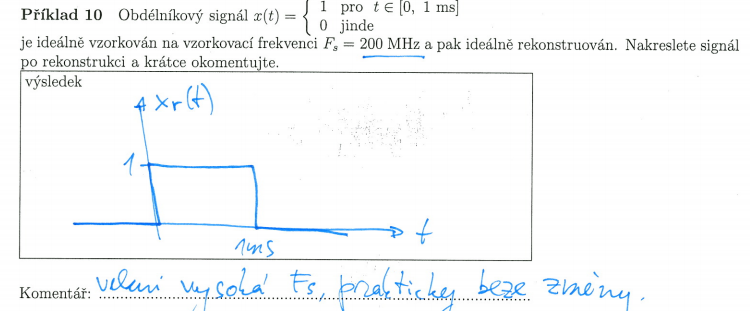 Příklad 10 Obdélníkový signál x(t) = { 1 pro t ∈ [0, 1 ms]
0 jinde
je ideálně vzorkován na vzorkovací frekvenci Fs = 200 MHz a pak ideálně rekonstruován. Nakreslete signál
po rekonstrukci a krátce okomentujte.
výsledek
xr(t)
1
t
1ms
Komentář: velmi vysoká Fs, prakticky beze změny.